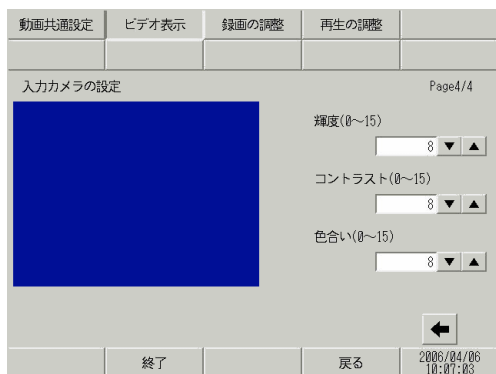 動画共通設定 ビデオ表示 録画の調整 再生の調整
入力カメラの設定 Page4/4
輝度(0～15)
8 ▼ ▲
コントラスト(0～15)
8 ▼ ▲
色合い(0～15)
8 ▼ ▲
終了 戻る 2006/04/06
10:07:03